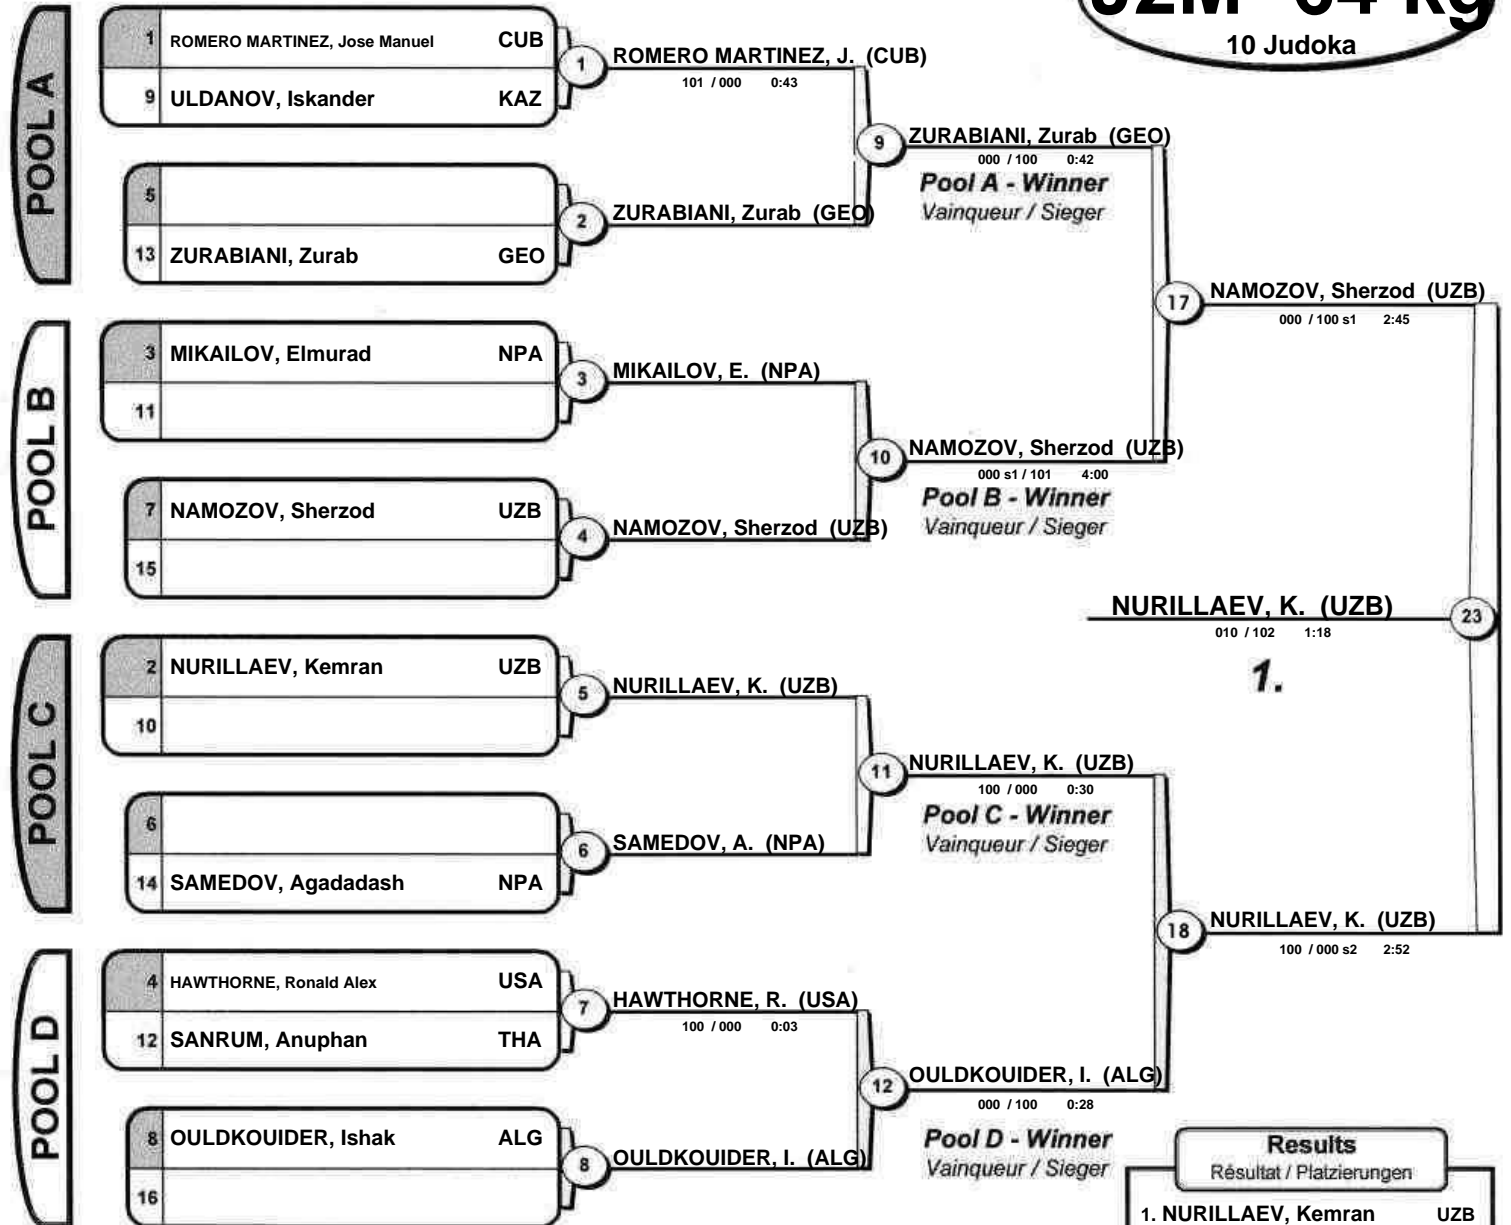 J2M -64 kg
10 Judoka
POOL A
1 ROMERO MARTINEZ, Jose Manuel CUB
9 ULDANOV, Iskander KAZ
5
13 ZURABIANI, Zurab GEO
1 ROMERO MARTINEZ, J. (CUB)
101 / 000 0:43
2 ZURABIANI, Zurab (GEO)
9 ZURABIANI, Zurab (GEO)
000 / 100 0:42
Pool A - Winner
Vainqueur / Sieger
POOL B
3 MIKAILOV, Elmurad NPA
11
7 NAMOZOV, Sherzod UZB
15
3 MIKAILOV, E. (NPA)
4 NAMOZOV, Sherzod (UZB)
10 NAMOZOV, Sherzod (UZB)
000 s1 / 101 4:00
Pool B - Winner
Vainqueur / Sieger
17 NAMOZOV, Sherzod (UZB)
000 / 100 s1 2:45
POOL C
2 NURILLAEV, Kemran UZB
10
6
14 SAMEDOV, Agadadash NPA
5 NURILLAEV, K. (UZB)
6 SAMEDOV, A. (NPA)
11 NURILLAEV, K. (UZB)
100 / 000 0:30
Pool C - Winner
Vainqueur / Sieger
POOL D
4 HAWTHORNE, Ronald Alex USA
12 SANRUM, Anuphan THA
8 OULDKOUIDER, Ishak ALG
16
7 HAWTHORNE, R. (USA)
100 / 000 0:03
8 OULDKOUIDER, I. (ALG)
12 OULDKOUIDER, I. (ALG)
000 / 100 0:28
Pool D - Winner
Vainqueur / Sieger
18 NURILLAEV, K. (UZB)
100 / 000 s2 2:52
NURILLAEV, K. (UZB) 23
010 / 102 1:18
1.
Results
Résultat / Platzierungen
1. NURILLAEV, Kemran UZB